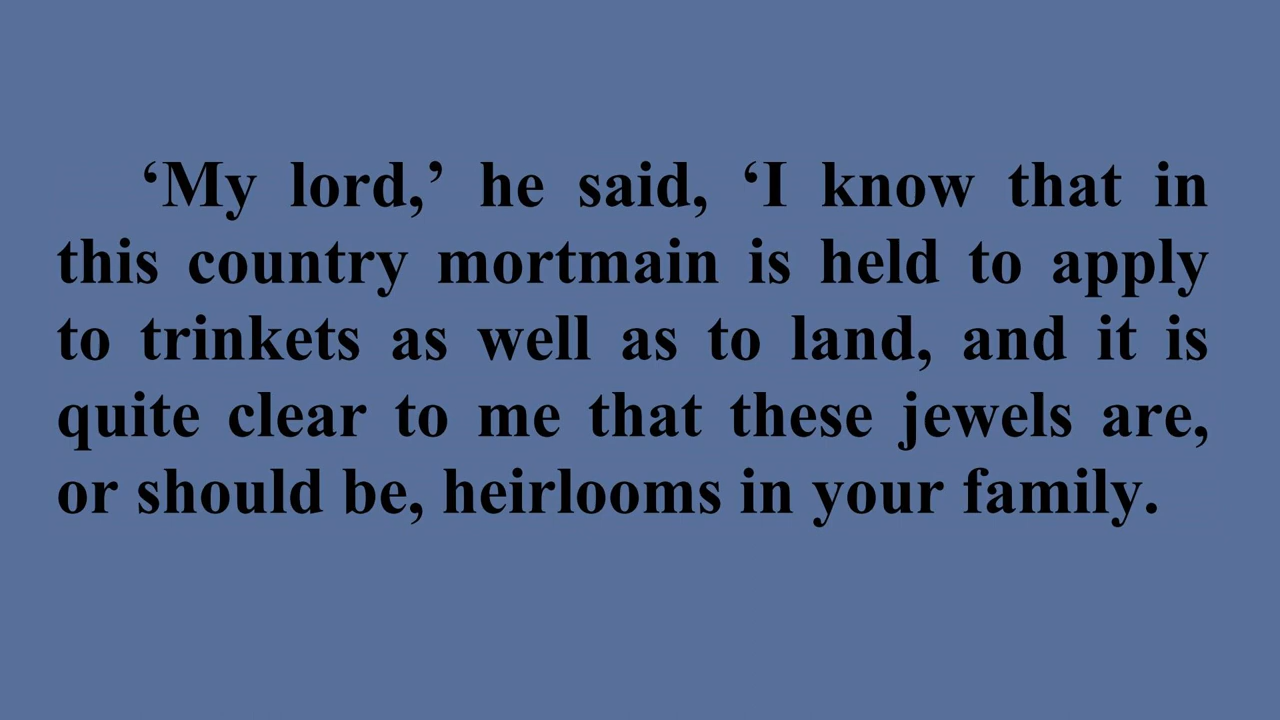 ‘My lord,’ he said, ‘I know that in
this country mortmain is held to apply
to trinkets as well as to land, and it is
quite clear to me that these jewels are,
or should be, heirlooms in your family.